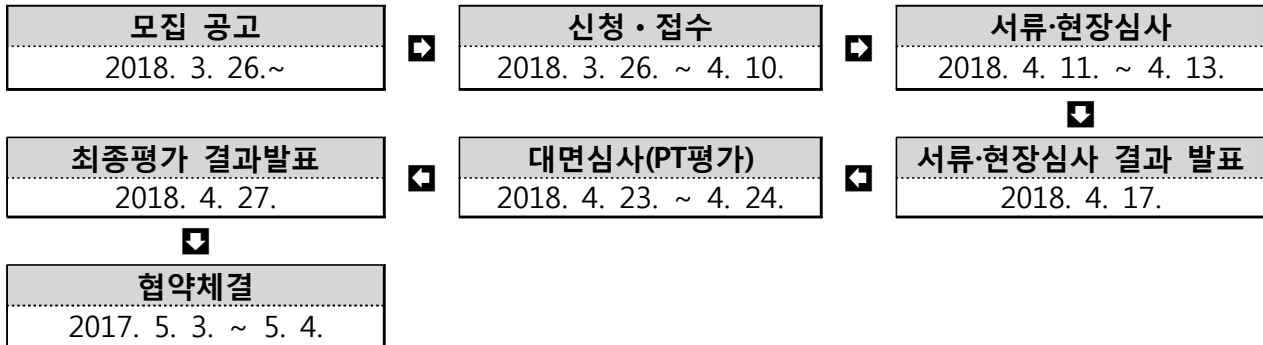 모집 공고
2018. 3. 26.~
신청・접수
2018. 3. 26. ~ 4. 10.
서류·현장심사
2018. 4. 11. ~ 4. 13.
서류·현장심사 결과 발표
2018. 4. 17.
대면심사(PT평가)
2018. 4. 23. ~ 4. 24.
최종평가 결과발표
2018. 4. 27.
협약체결
2017. 5. 3. ~ 5. 4.